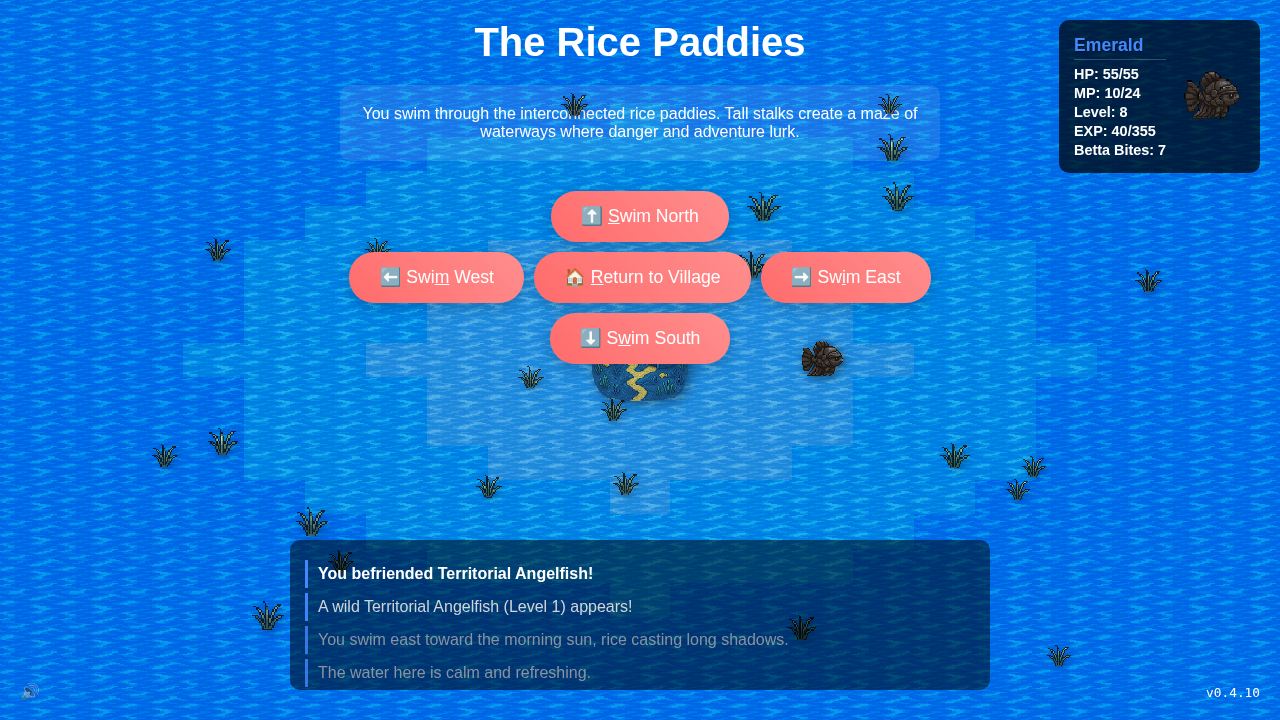 The Rice Paddies
You swim through the interconnected rice paddies. Tall stalks create a maze of
waterways where danger and adventure lurk.
Emerald
HP: 55/55
MP: 10/24
Level: 8
EXP: 40/355
Betta Bites: 7
Swim North
Swim West
Return to Village
Swim East
Swim South
You befriended Territorial Angelfish!
A wild Territorial Angelfish (Level 1) appears!
You swim east toward the morning sun, rice casting long shadows.
The water here is calm and refreshing.
v0.4.10